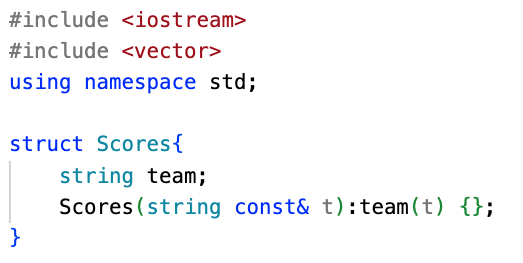 #include <iostream>
#include <vector>
using namespace std;
struct Scores{
string team;
Scores(string const& t):team(t) {};
}